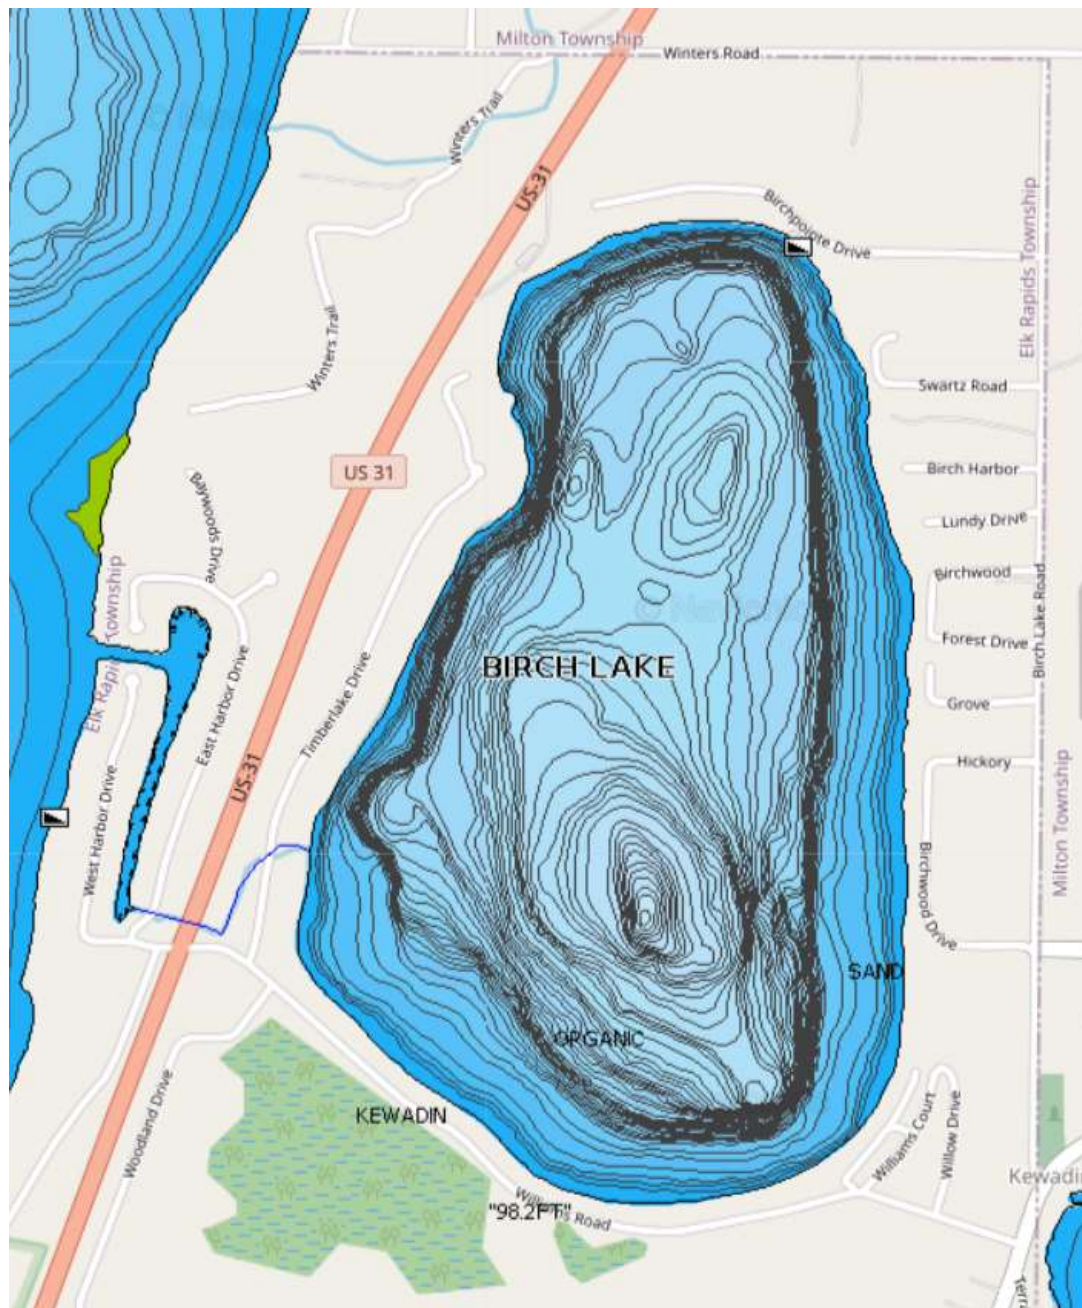 Milton Township
Winters Road
Winters Trail
US-31
Birchpointe Drive
Elk Rapids Township
Winters Trail
Swartz Road
US 31
Birch Harbor
Baywoods Drive
Lundy Drive
Birchwood
Birch Lake Road
Forest Drive
Elk Rapids Township
BIRCH LAKE
East Harbor Drive
Timberlake Drive
Grove
US-31
Hickory
West Harbor Drive
Milton Township
Birchwood Drive
SAND
ORGANIC
Woodland Drive
KEWADIN
Williams Court
Willow Drive
Williams Road
"98.2FT"